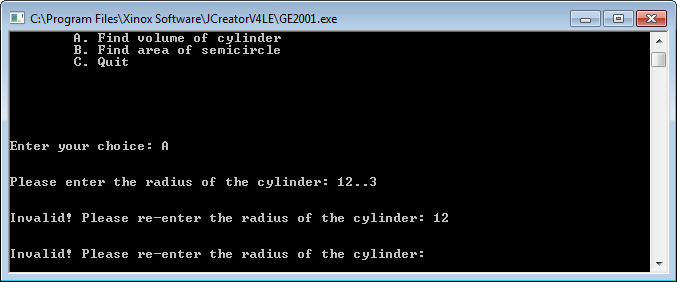 C:\Program Files\Xinox Software\JCreatorV4LE\GE2001.exe
A. Find volume of cylinder
B. Find area of semicircle
C. Quit
Enter your choice: A
Please enter the radius of the cylinder: 12..3
Invalid! Please re-enter the radius of the cylinder: 12
Invalid! Please re-enter the radius of the cylinder: